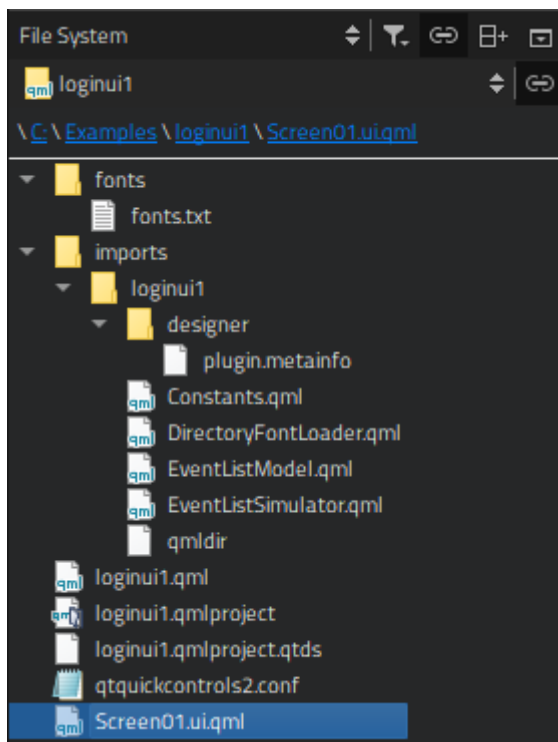 File System
loginui1
\C:\Examples\loginui1\Screen01.ui.qml
fonts
fonts.txt
imports
loginui1
designer
plugin.metainfo
Constants.qml
DirectoryFontLoader.qml
EventListModel.qml
EventListSimulator.qml
qmldir
loginui1.qml
loginui1.qmlproject
loginui1.qmlproject.qtds
qtquickcontrols2.conf
Screen01.ui.qml